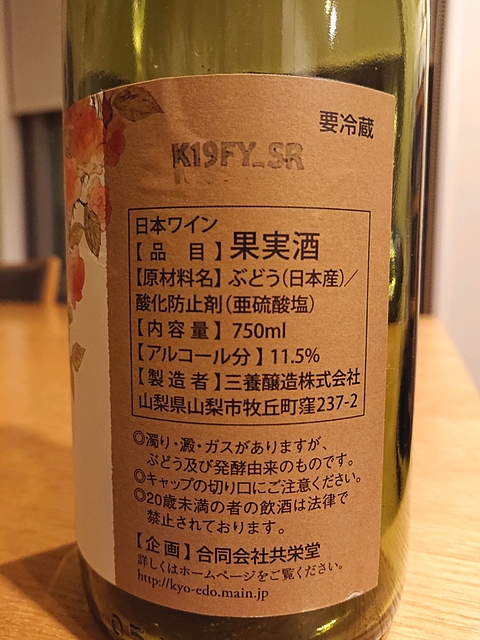 要冷蔵
K19FY_SR
日本ワイン
【品 目】果実酒
【原材料名】ぶどう(日本産)/
酸化防止剤(亜硫酸塩)
【内容量】750ml
【アルコール分】11.5%
【製造者】三養醸造株式会社
山梨県山梨市牧丘町窪237-2
◎濁り・澱・ガスがありますが、
ぶどう及び発酵由来のものです。
◎キャップの切り口にご注意ください。
◎20歳未満の者の飲酒は法律で
禁止されております。
【企画】合同会社共栄堂
詳しくはホームページをご覧ください。
http://kyo-edo.main.jp